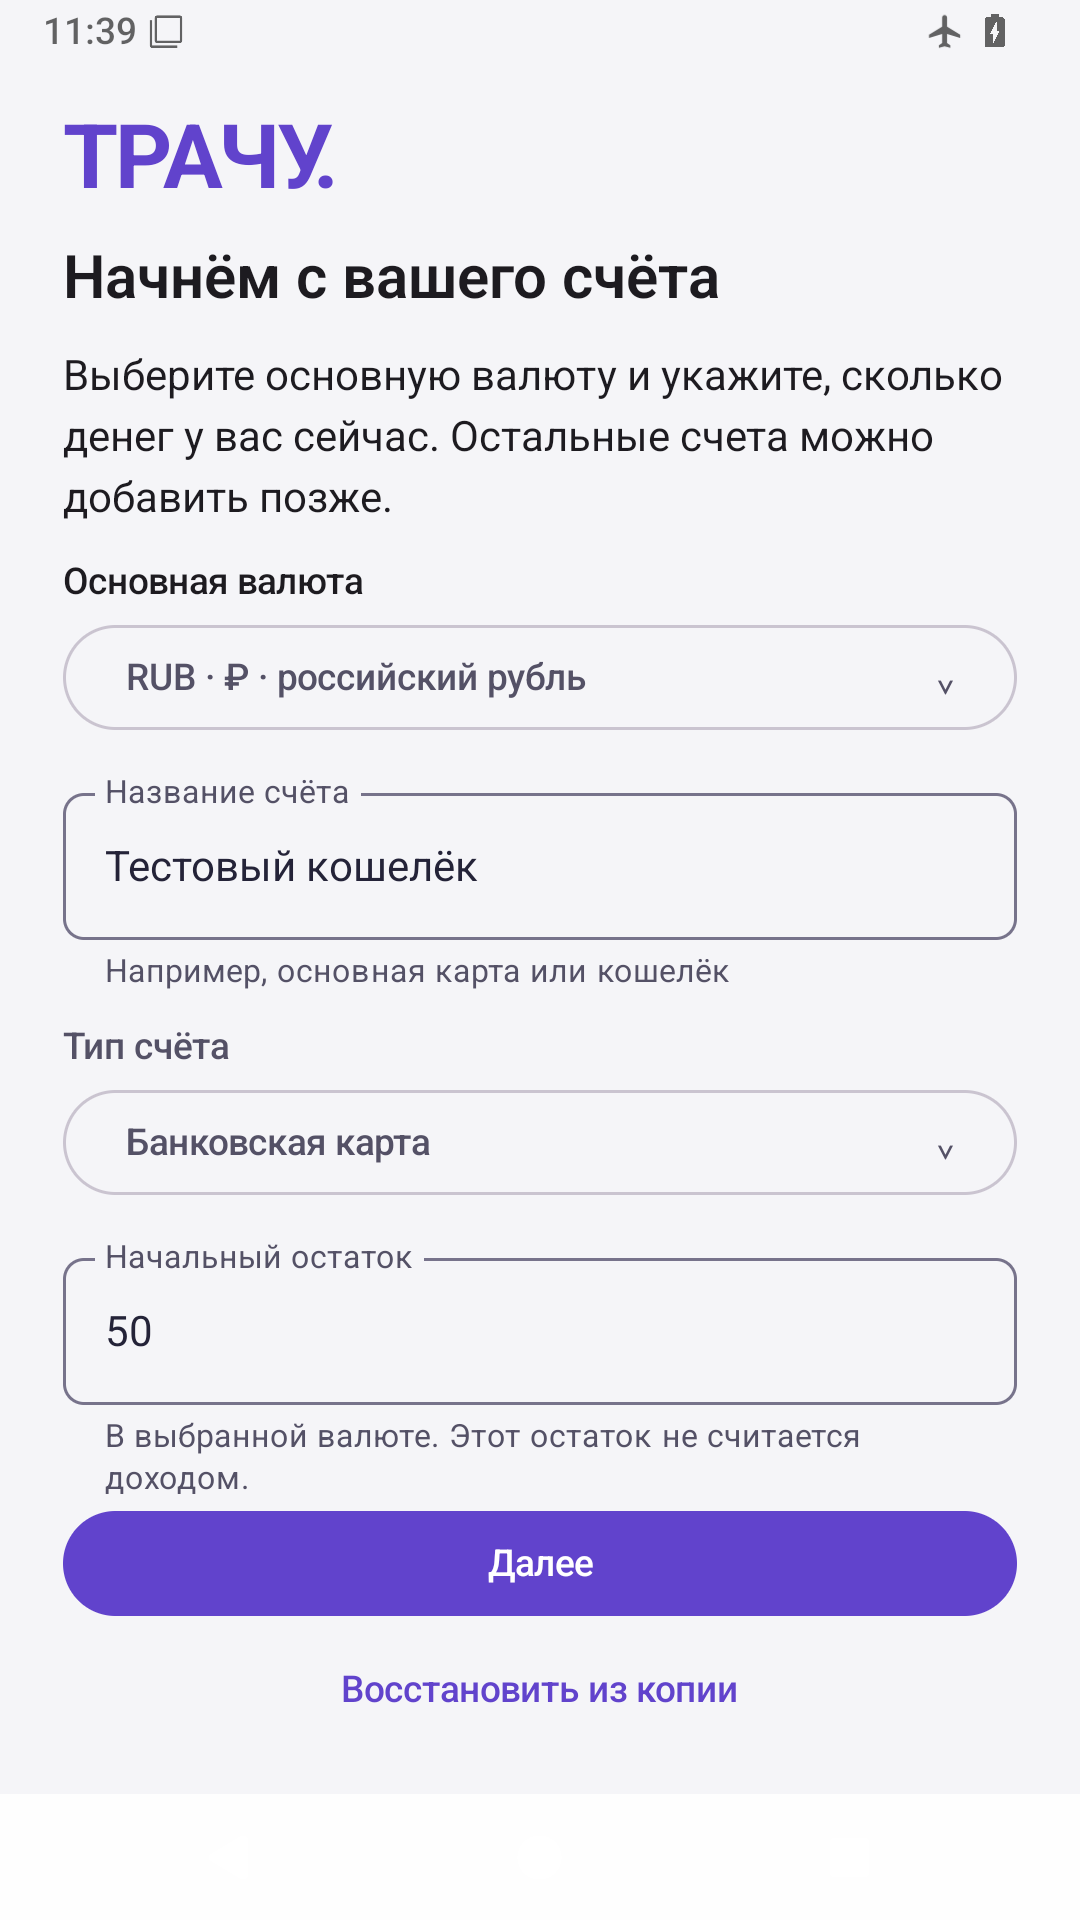 11:39
ТРАЧУ.
Начнём с вашего счёта
Выберите основную валюту и укажите, сколько
денег у вас сейчас. Остальные счета можно
добавить позже.
Основная валюта
RUB · ₽ · российский рубль
Название счёта
Тестовый кошелёк
Например, основная карта или кошелёк
Тип счёта
Банковская карта
Начальный остаток
50
В выбранной валюте. Этот остаток не считается
доходом.
Далее
Восстановить из копии